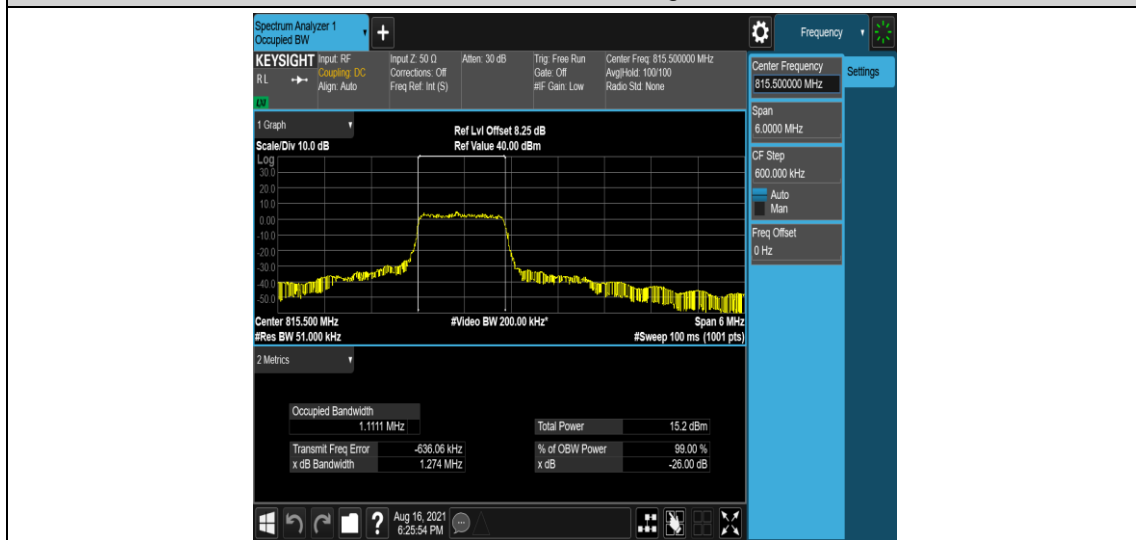 Spectrum Analyzer 1
Occupied BW
Frequency
KEYSIGHT Input: RF
RL Coupling: DC
Align: Auto
LXI
Input Z: 50 Ω
Corrections: Off
Freq Ref: Int (S)
Atten: 30 dB
Trig: Free Run
Gate: Off
#IF Gain: Low
Center Freq: 815.500000 MHz
Avg|Hold: 100/100
Radio Std: None
Center Frequency
815.500000 MHz
Settings
Span
6.0000 MHz
CF Step
600.000 kHz
Auto
Man
Freq Offset
0 Hz
1 Graph
Ref Lvl Offset 8.25 dB
Scale/Div 10.0 dB
Ref Value 40.00 dBm
Log
30.0
20.0
10.0
0.00
-10.0
-20.0
-30.0
-40.0
-50.0
Center 815.500 MHz
#Video BW 200.00 kHz*
Span 6 MHz
#Res BW 51.000 kHz
#Sweep 100 ms (1001 pts)
2 Metrics
Occupied Bandwidth
1.1111 MHz
Total Power 15.2 dBm
Transmit Freq Error -636.06 kHz
% of OBW Power 99.00 %
x dB Bandwidth 1.274 MHz
x dB -26.00 dB
?
Aug 16, 2021
6:25:54 PM